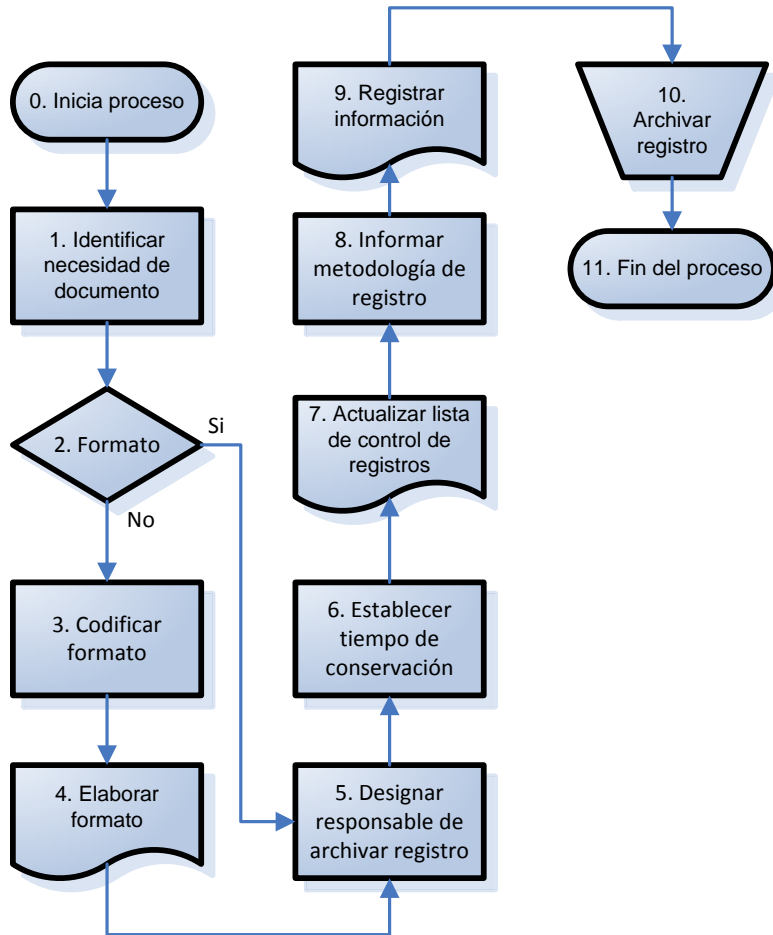 0. Inicia proceso
1. Identificar
necesidad de
documento
2. Formato
Si
No
3. Codificar
formato
4. Elaborar
formato
5. Designar
responsable de
archivar registro
6. Establecer
tiempo de
conservación
7. Actualizar lista
de control de
registros
8. Informar
metodología de
registro
9. Registrar
información
10.
Archivar
registro
11. Fin del proceso